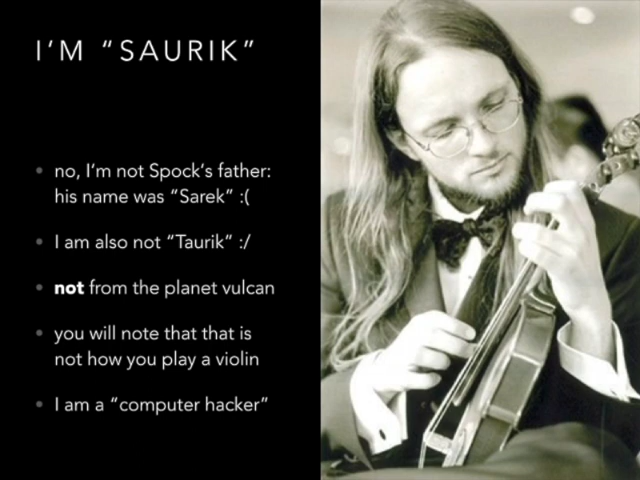 I'M “SAURIK”
• no, I'm not Spock's father:
his name was “Sarek” :(
• I am also not “Taurik” :/
• not from the planet vulcan
• you will note that that is
not how you play a violin
• I am a “computer hacker”